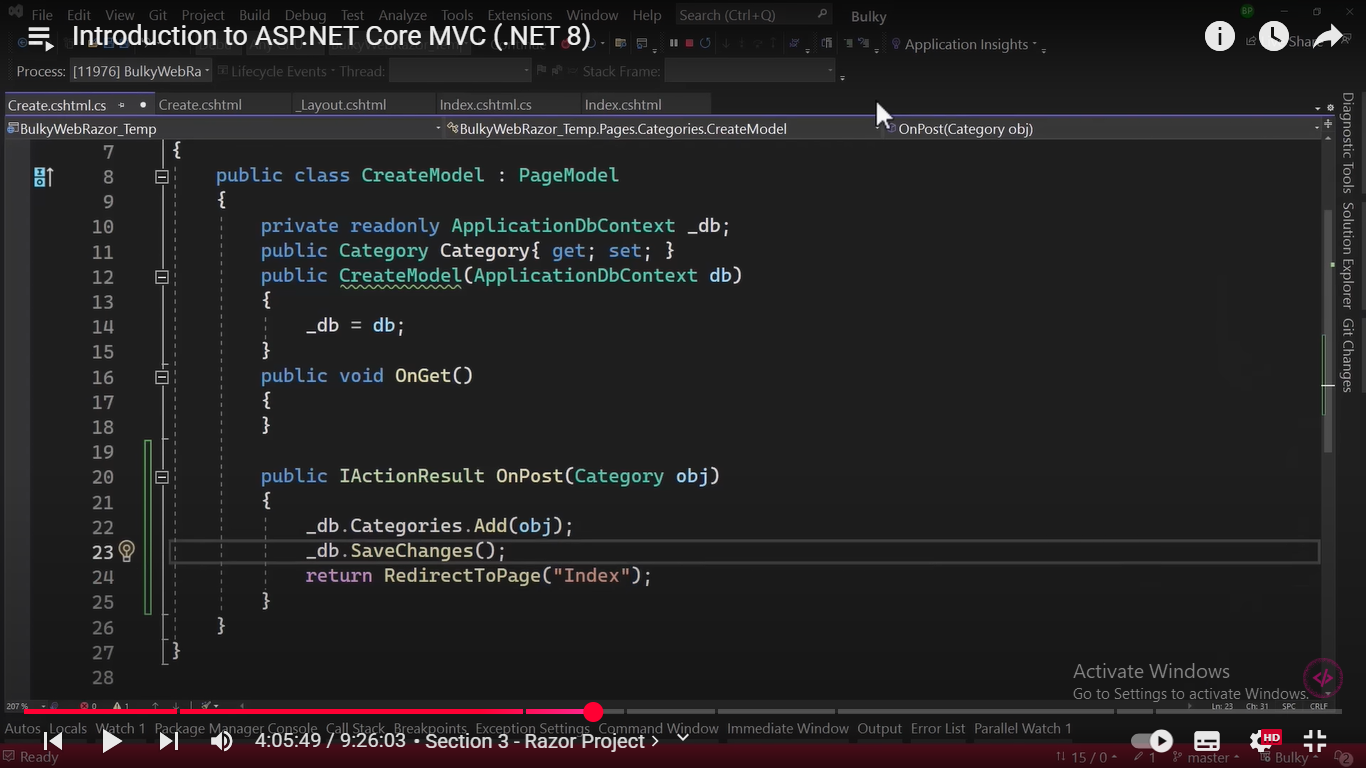 File Edit View Git Project Build Debug Test Analyze Tools Extensions Window Help Search (Ctrl+Q) Bulky BP
Introduction to ASP.NET Core MVC (.NET 8)
Application Insights
Share
Process: [11976] BulkyWebRa Lifecycle Events Thread: Stack Frame:
Create.cshtml.cs Create.cshtml _Layout.cshtml Index.cshtml.cs Index.cshtml
BulkyWebRazor_Temp BulkyWebRazor_Temp.Pages.Categories.CreateModel OnPost(Category obj)
7 {
8 public class CreateModel : PageModel
9 {
10 private readonly ApplicationDbContext _db;
11 public Category Category{ get; set; }
12 public CreateModel(ApplicationDbContext db)
13 {
14 _db = db;
15 }
16 public void OnGet()
17 {
18 }
19
20 public IActionResult OnPost(Category obj)
21 {
22 _db.Categories.Add(obj);
23 _db.SaveChanges();
24 return RedirectToPage("Index");
25 }
26 }
27 }
28
Diagnostic Tools
Solution Explorer
Git Changes
Activate Windows
Go to Settings to activate Windows.
207 % 0 1 Ln: 23 Ch: 31 SPC CRLF
Autos Locals Watch 1 Package Manager Console Call Stack Breakpoints Exception Settings Command Window Immediate Window Output Error List Parallel Watch 1
4:05:49 / 9:26:03 • Section 3 - Razor Project
HD
Ready 15 / 0 1 master Bulky 2